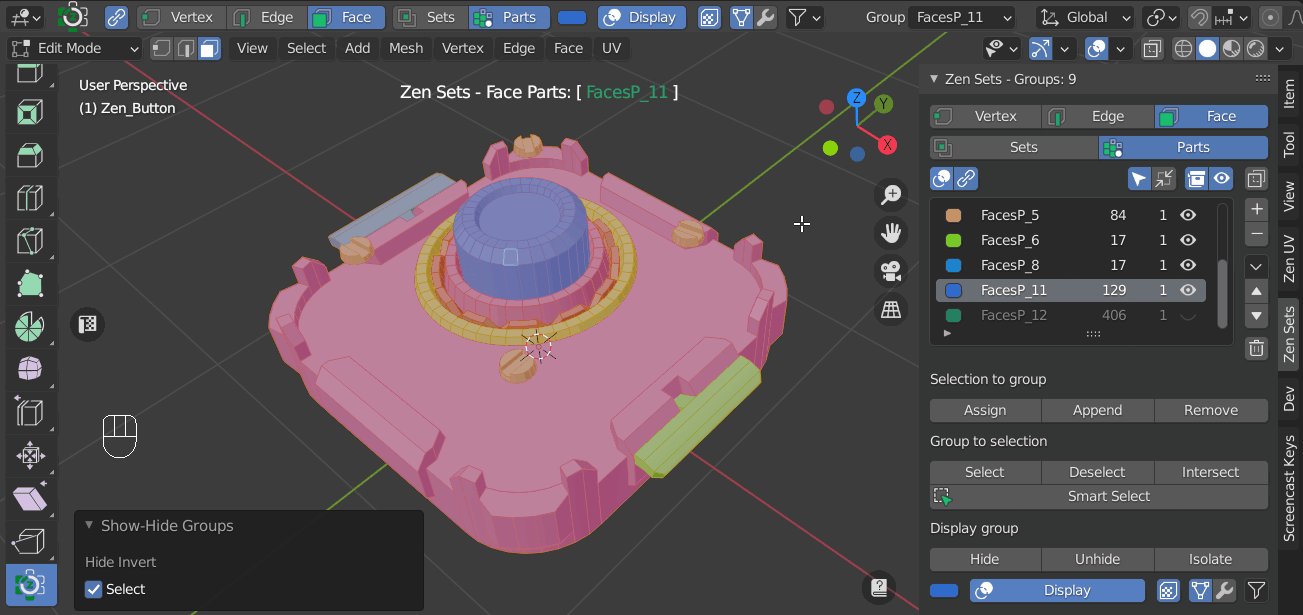 Vertex Edge Face Sets Parts Display Group FacesP_11 Global
Edit Mode View Select Add Mesh Vertex Edge Face UV
User Perspective
(1) Zen_Button
Zen Sets - Face Parts: [ FacesP_11 ]
Z
Y
X
Show-Hide Groups
Hide Invert
Select
Zen Sets - Groups: 9
Vertex Edge Face
Sets Parts
FacesP_5 84 1
FacesP_6 17 1
FacesP_8 17 1
FacesP_11 129 1
FacesP_12 406 1
Selection to group
Assign Append Remove
Group to selection
Select Deselect Intersect
Smart Select
Display group
Hide Unhide Isolate
Display
Item
Tool
View
Zen UV
Zen Sets
Dev
Screencast Keys